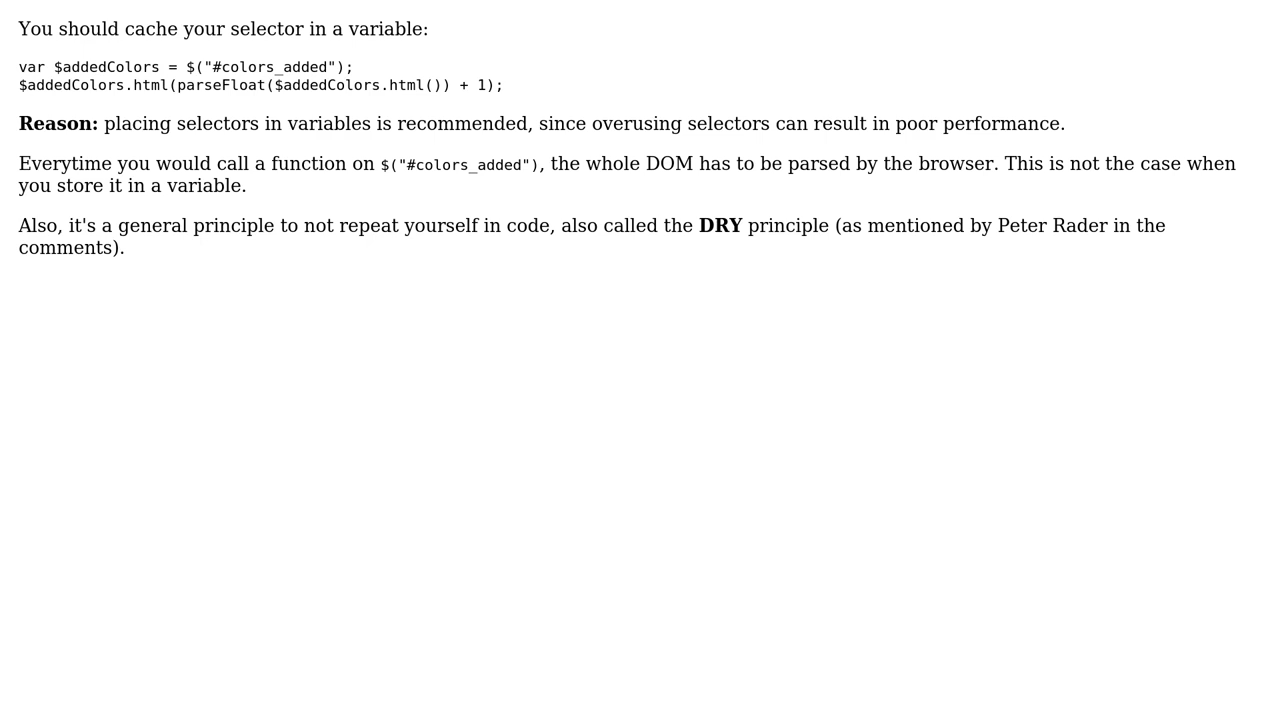 You should cache your selector in a variable:
var $addedColors = $("#colors_added");
$addedColors.html(parseFloat($addedColors.html()) + 1);
Reason: placing selectors in variables is recommended, since overusing selectors can result in poor performance.
Everytime you would call a function on $("#colors_added"), the whole DOM has to be parsed by the browser. This is not the case when
you store it in a variable.
Also, it's a general principle to not repeat yourself in code, also called the DRY principle (as mentioned by Peter Rader in the
comments).